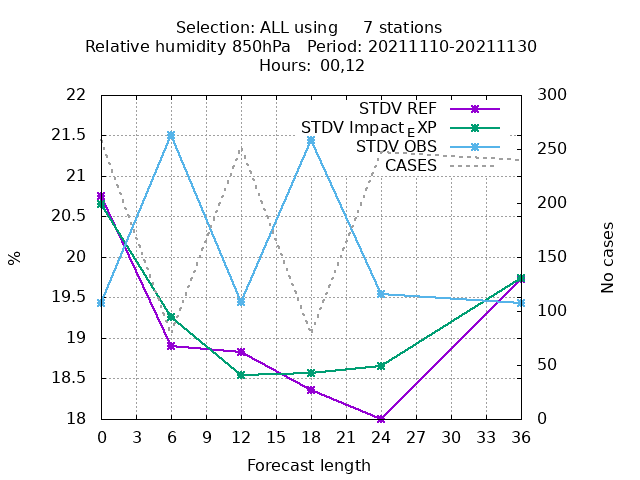 Selection: ALL using 7 stations
Relative humidity 850hPa Period: 20211110-20211130
Hours: 00,12
22
21.5
21
20.5
20
19.5
19
18.5
18
%
300
250
200
150
100
50
0
No cases
STDV REF
STDV Impact_EXP
STDV OBS
CASES
0 3 6 9 12 15 18 21 24 27 30 33 36
Forecast length